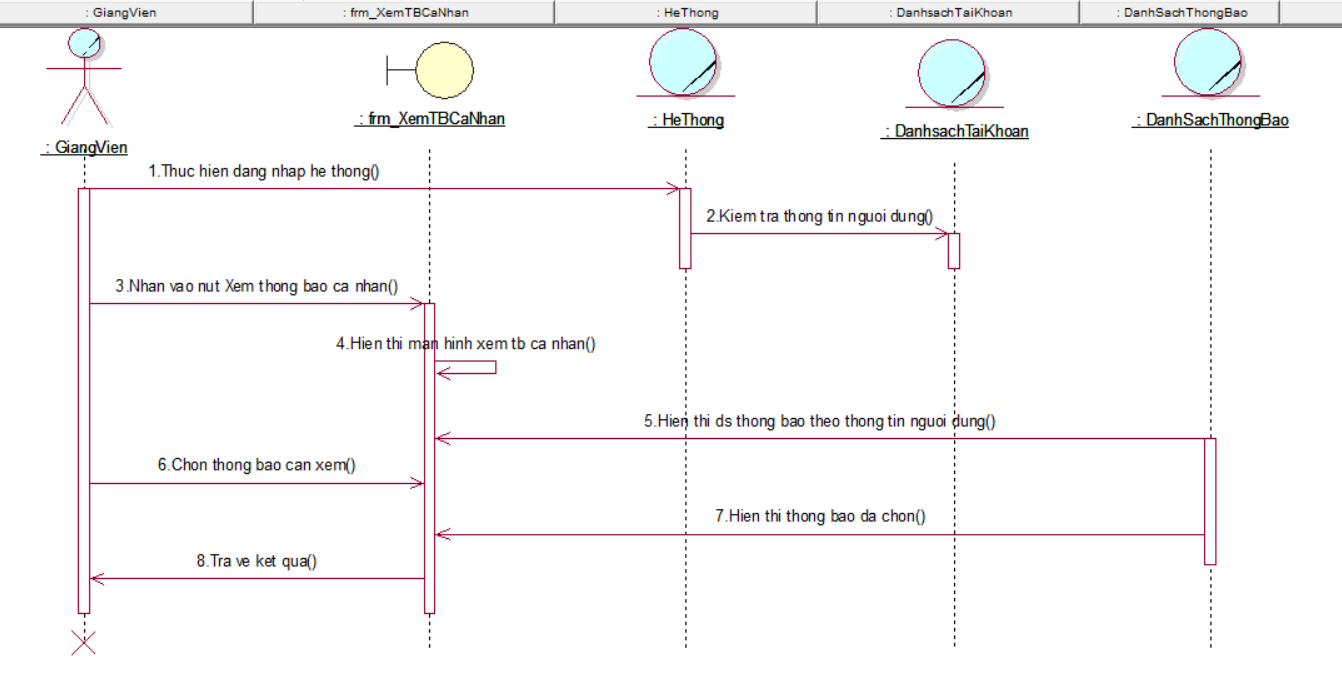 : GiangVien
: frm_XemTBCaNhan
: HeThong
: DanhsachTaiKhoan
: DanhSachThongBao
: GiangVien
: frm_XemTBCaNhan
: HeThong
: DanhsachTaiKhoan
: DanhSachThongBao
1.Thuc hien dang nhap he thong()
2.Kiem tra thong tin nguoi dung()
3.Nhan vao nut Xem thong bao ca nhan()
4.Hien thi man hinh xem tb ca nhan()
5.Hien thi ds thong bao theo thong tin nguoi dung()
6.Chon thong bao can xem()
7.Hien thi thong bao da chon()
8.Tra ve ket qua()